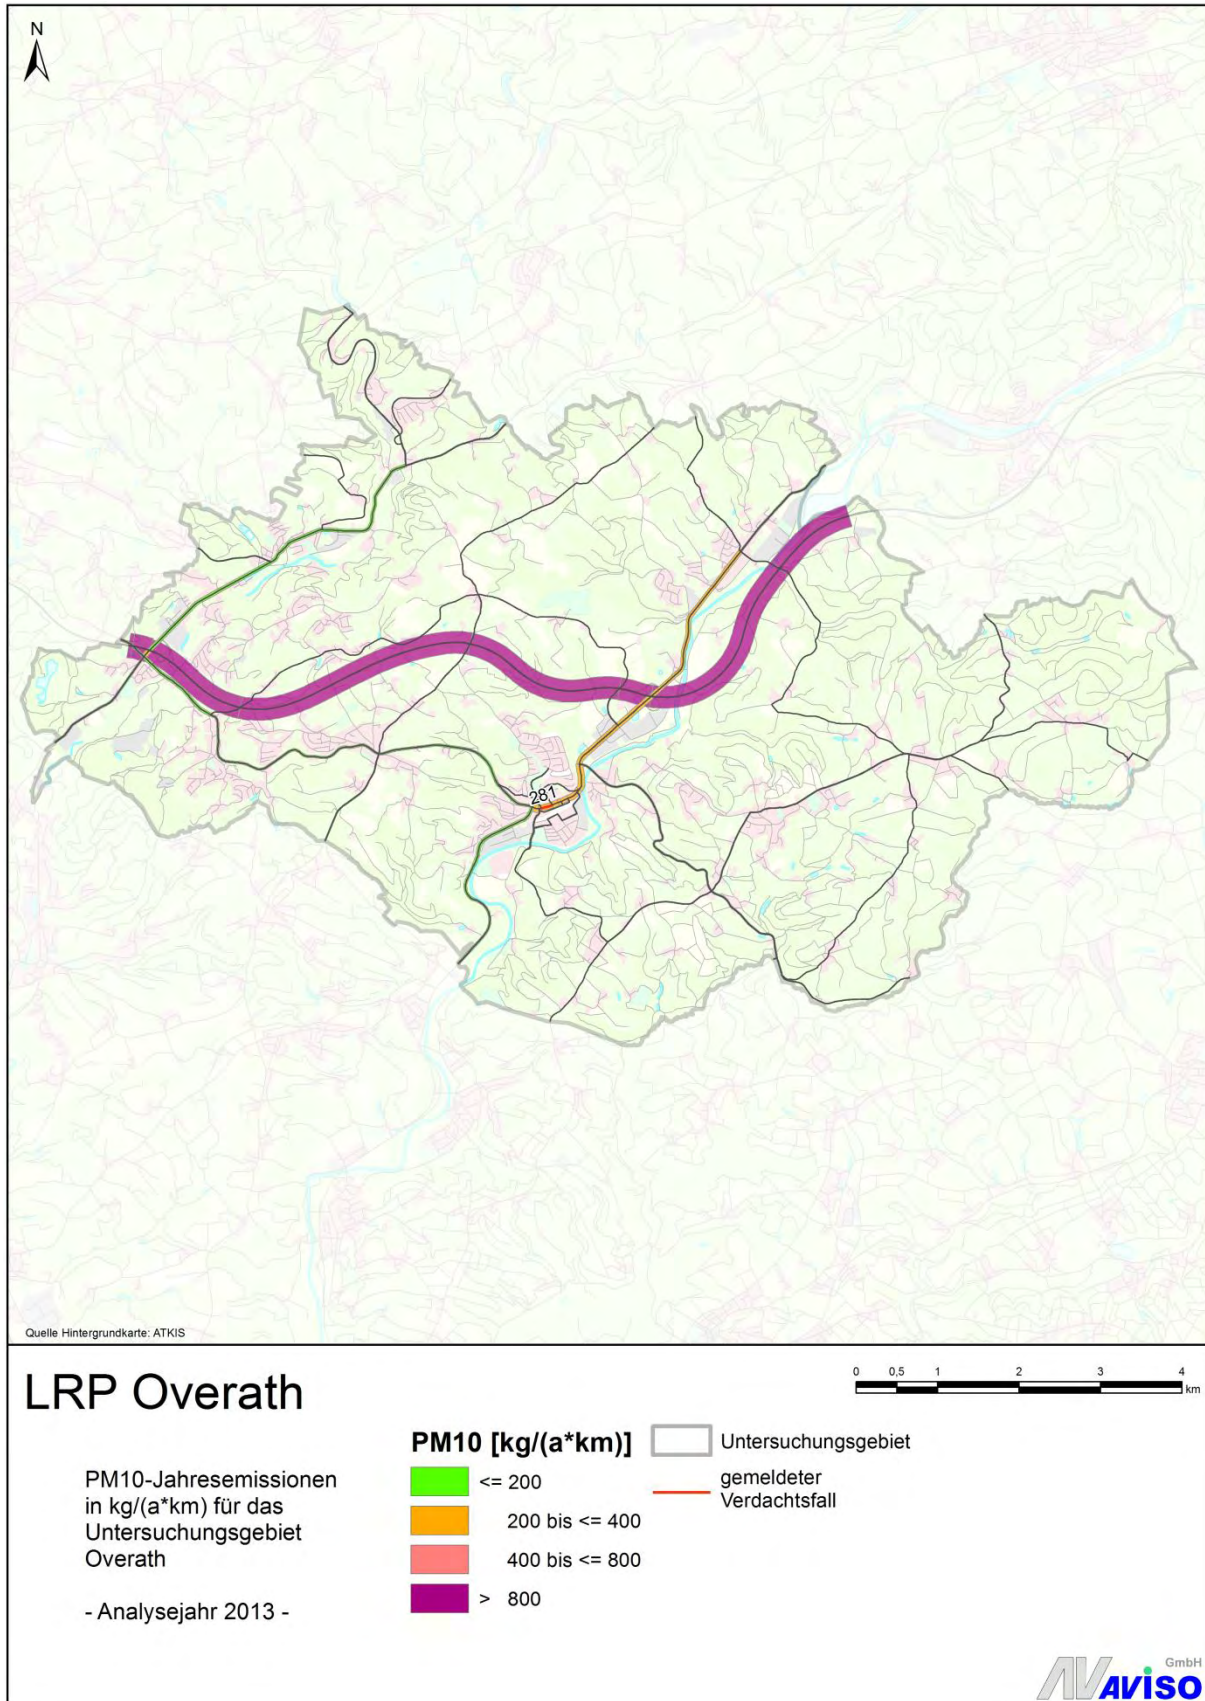 N
281
Quelle Hintergrundkarte: ATKIS
LRP Overath
0 0,5 1 2 3 4
km
PM10-Jahresemissionen
in kg/(a*km) für das
Untersuchungsgebiet
Overath
- Analysejahr 2013 -
PM10 [kg/(a*km)]
<= 200
200 bis <= 400
400 bis <= 800
> 800
Untersuchungsgebiet
gemeldeter
Verdachtsfall
GmbH
AVISO